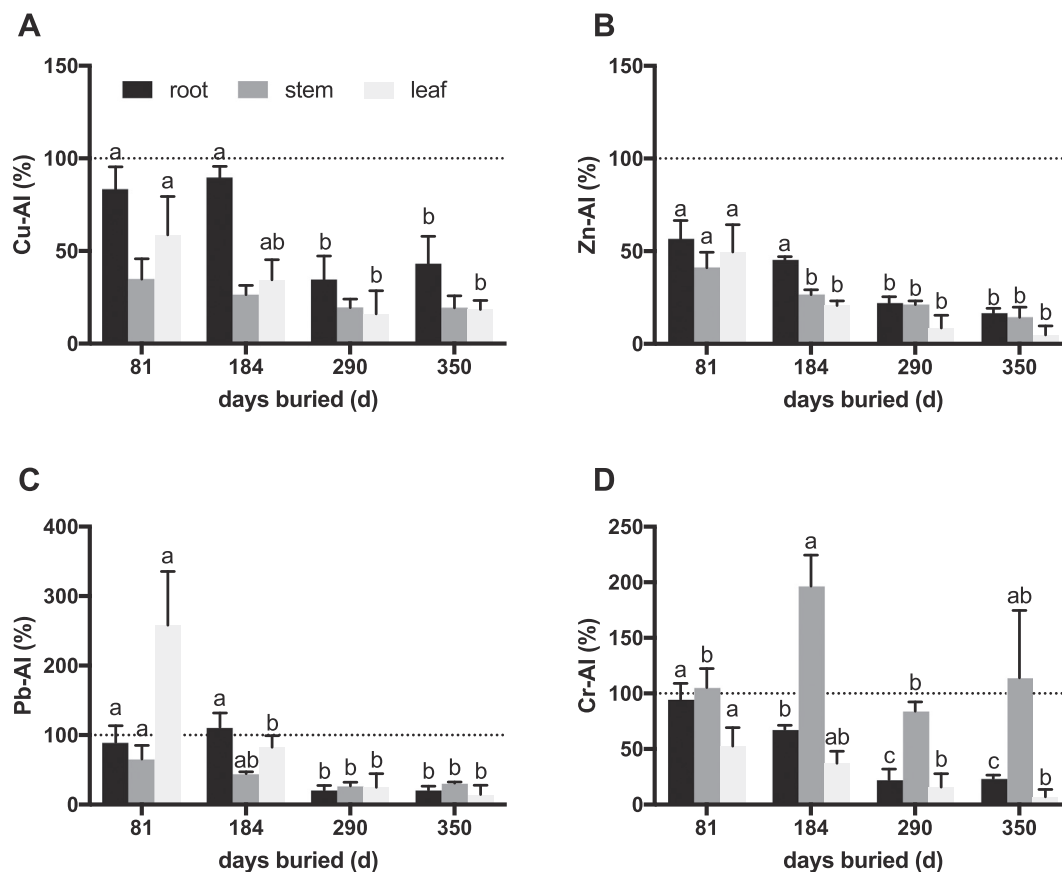 A
Cu-AI (%)
150
100
50
0
root stem leaf
a a a ab b b b b
81 184 290 350
days buried (d)
B
Zn-AI (%)
150
100
50
0
a a a a b b b b b b b b
81 184 290 350
days buried (d)
C
Pb-AI (%)
400
300
200
100
0
a a a a ab b b b b b b b
81 184 290 350
days buried (d)
D
Cr-AI (%)
250
200
150
100
50
0
a b a b a ab c b b c ab b
81 184 290 350
days buried (d)